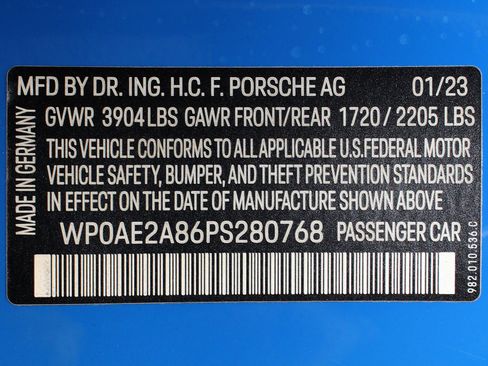 MFD BY DR. ING. H.C. F. PORSCHE AG 01/23
GVWR 3904 LBS GAWR FRONT/REAR 1720 / 2205 LBS
THIS VEHICLE CONFORMS TO ALL APPLICABLE U.S.FEDERAL MOTOR
VEHICLE SAFETY, BUMPER, AND THEFT PREVENTION STANDARDS
IN EFFECT ON THE DATE OF MANUFACTURE SHOWN ABOVE
WP0AE2A86PS280768 PASSENGER CAR
MADE IN GERMANY
982.010.536.C